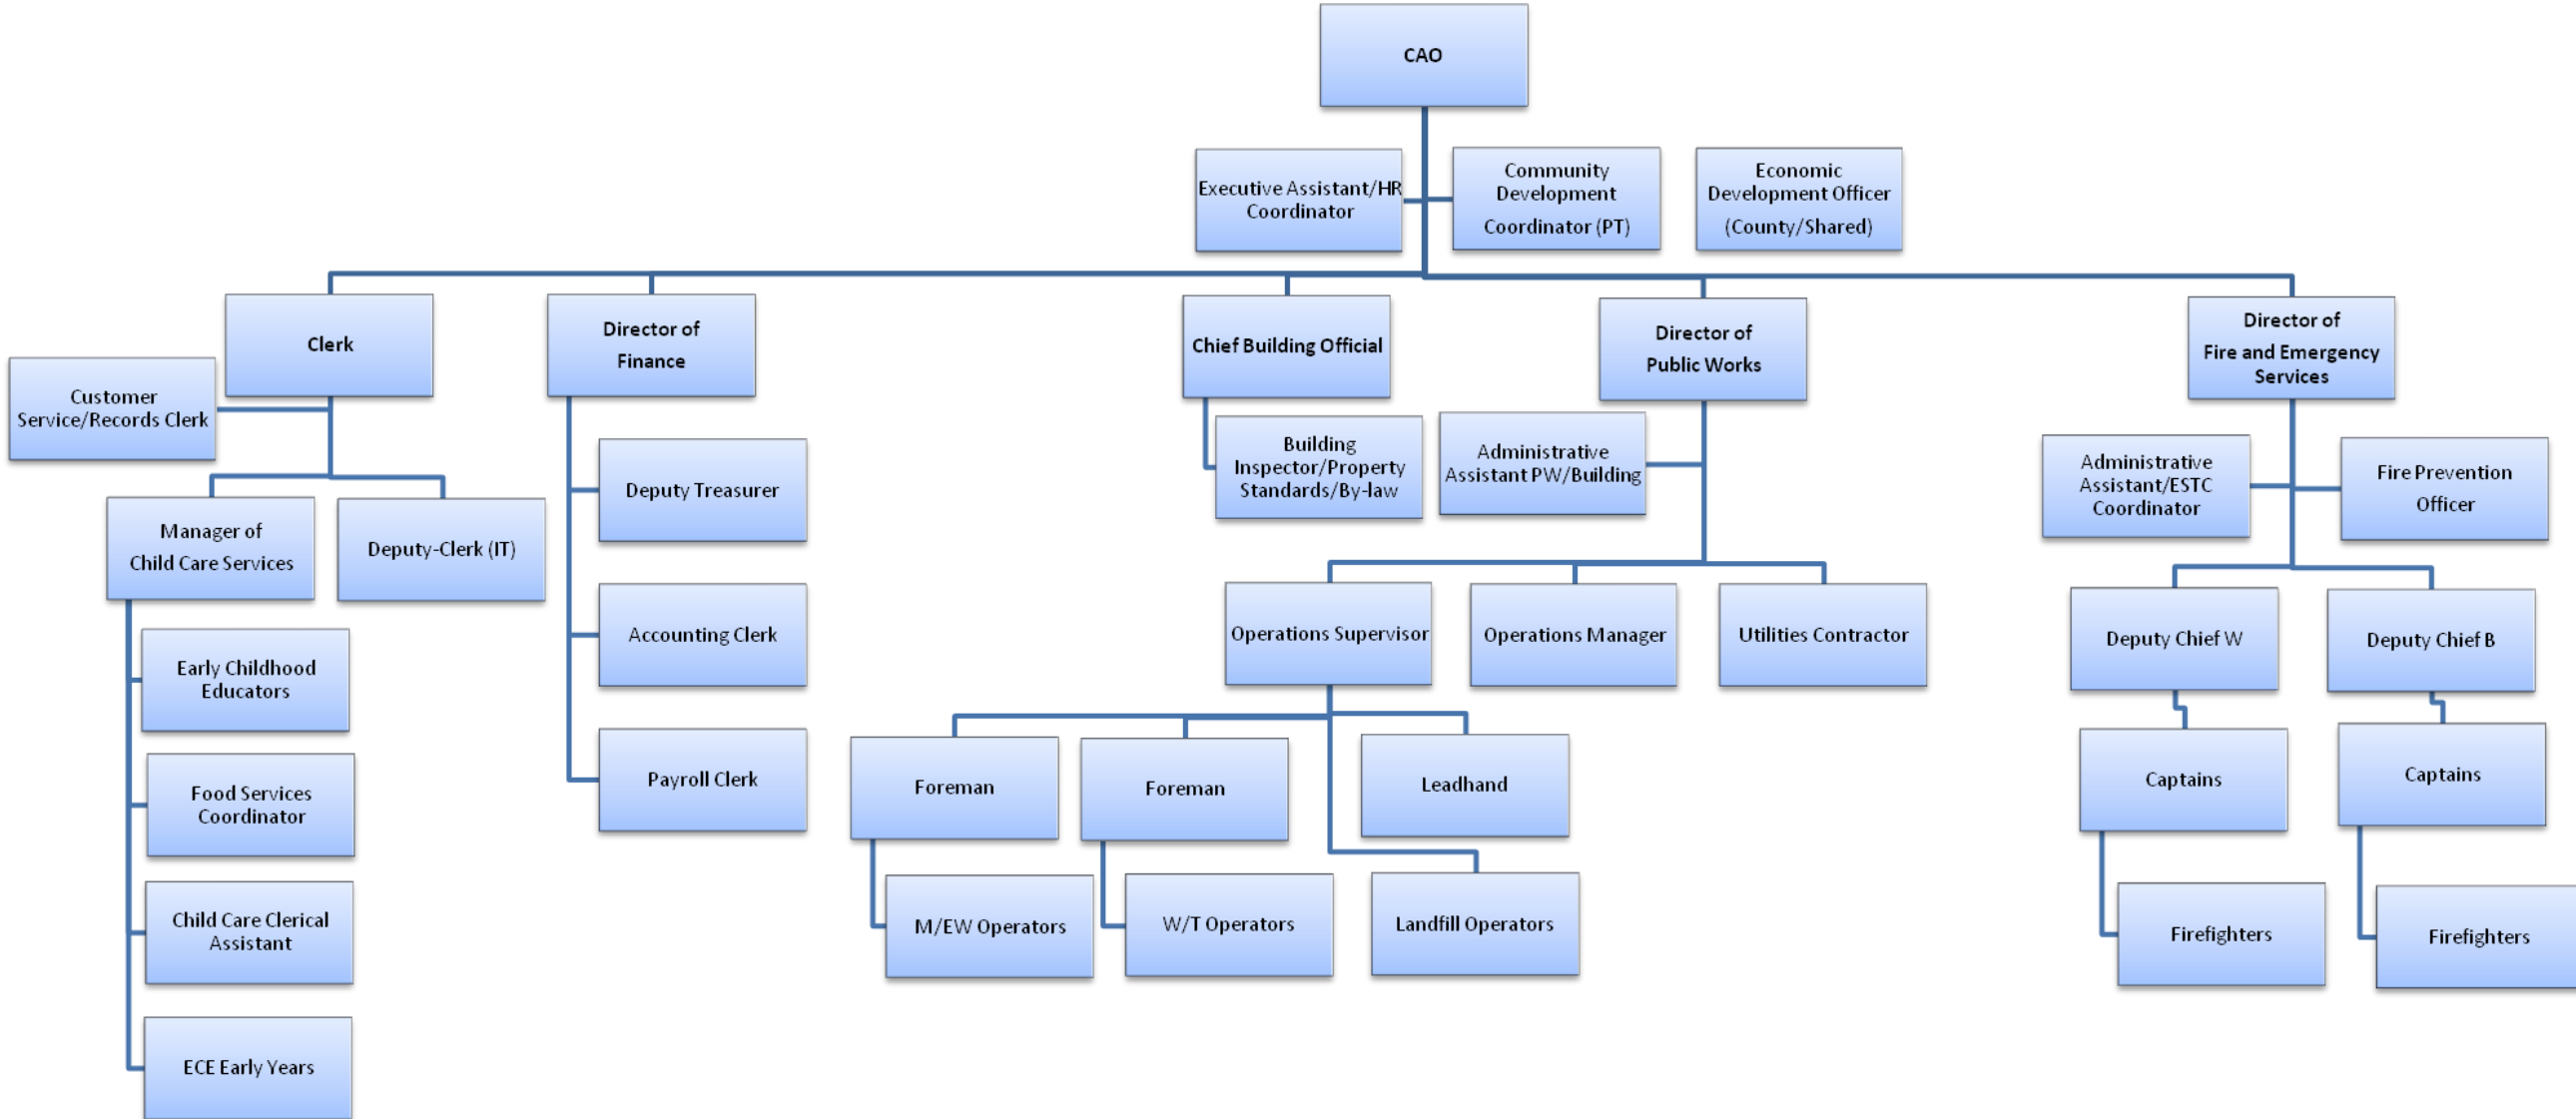 CAO
Executive Assistant/HR
Coordinator
Community
Development
Coordinator (PT)
Economic
Development Officer
(County/Shared)
Clerk
Director of
Finance
Chief Building Official
Director of
Public Works
Director of
Fire and Emergency
Services
Customer
Service/Records Clerk
Manager of
Child Care Services
Deputy-Clerk (IT)
Early Childhood
Educators
Food Services
Coordinator
Child Care Clerical
Assistant
ECE Early Years
Deputy Treasurer
Accounting Clerk
Payroll Clerk
Building
Inspector/Property
Standards/By-law
Administrative
Assistant PW/Building
Operations Supervisor
Operations Manager
Utilities Contractor
Foreman
Foreman
Leadhand
M/EW Operators
W/T Operators
Landfill Operators
Administrative
Assistant/ESTC
Coordinator
Fire Prevention
Officer
Deputy Chief W
Deputy Chief B
Captains
Captains
Firefighters
Firefighters